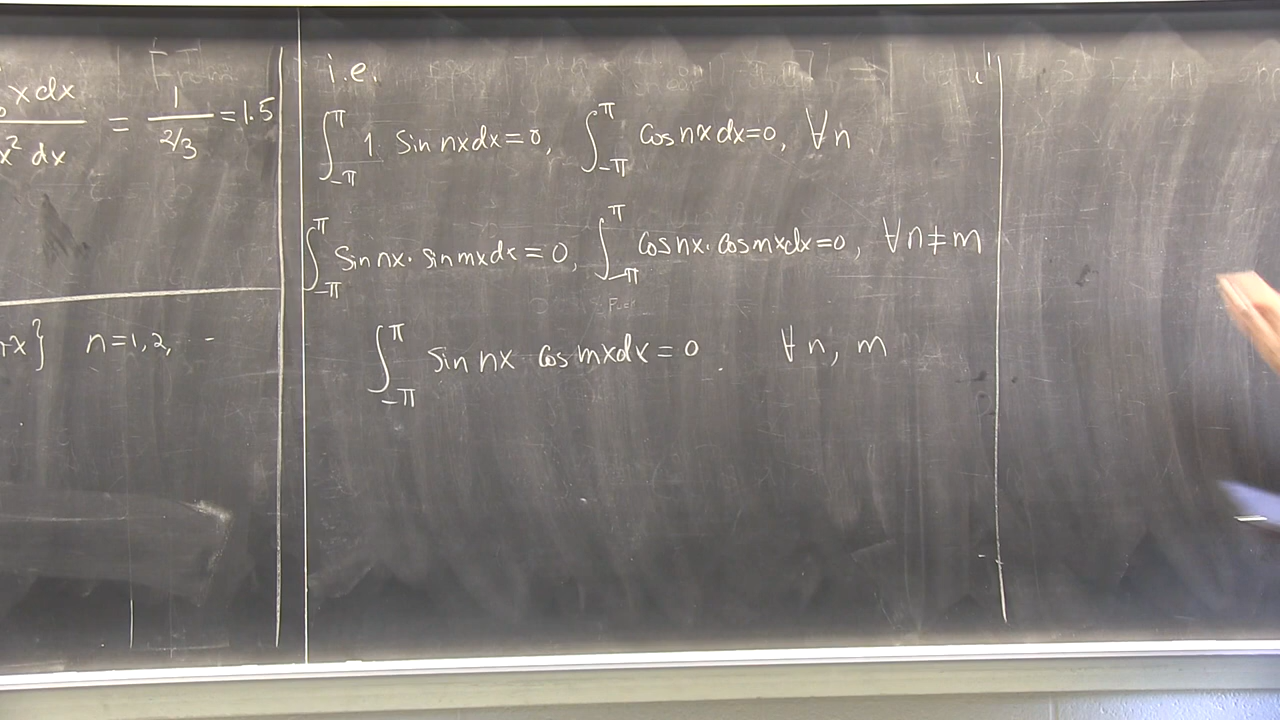 x dx / x² dx = 1 / 2/3 = 1.5
x} n=1,2, -
i.e.
∫_{-π}^{π} 1. Sin nx dx = 0, ∫_{-π}^{π} Cos nx dx = 0, ∀n
∫_{-π}^{π} Sin nx · sin mx dx = 0, ∫_{-π}^{π} Cos nx · Cos mx dx = 0, ∀n≠m
∫_{-π}^{π} Sin nx Cos mx dx = 0 . ∀ n, m